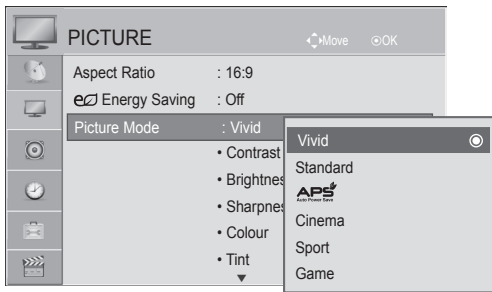 PICTURE
Move OK
Aspect Ratio : 16:9
e Energy Saving : Off
Picture Mode : Vivid
• Contrast
• Brightnes
• Sharpnes
• Colour
• Tint
Vivid
Standard
APS
Auto Power Save
Cinema
Sport
Game